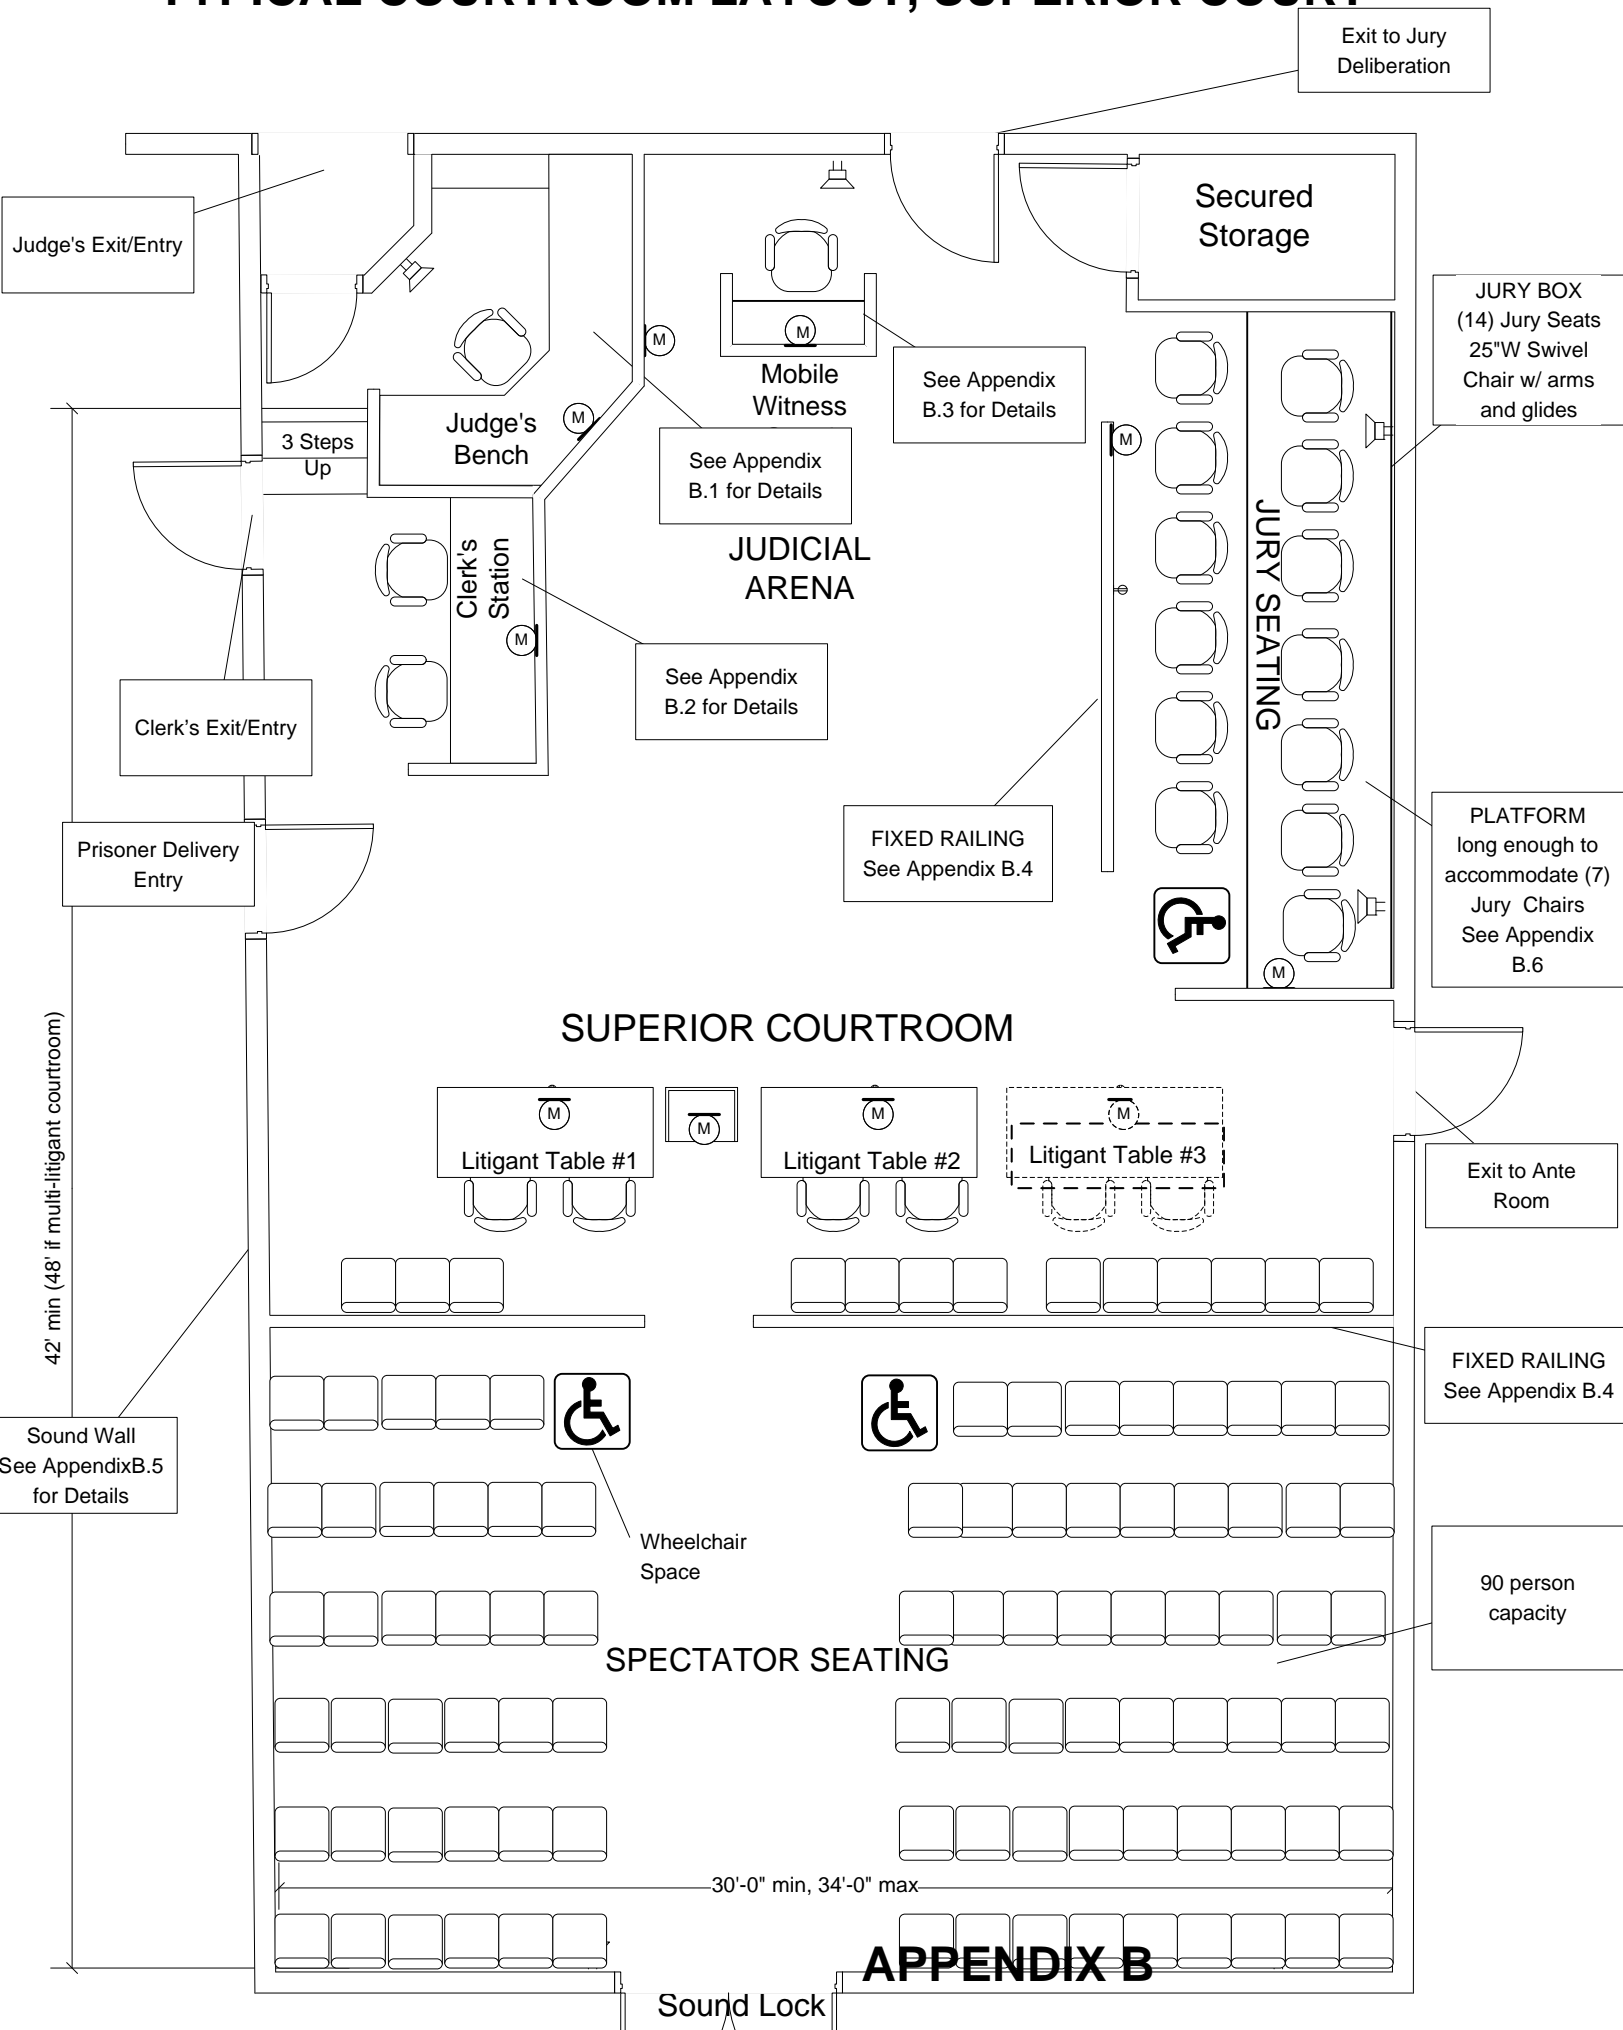 TYPICAL COURTROOM LAYOUT, SUPERIOR COURT
Exit to Jury
Deliberation
Judge's Exit/Entry
Secured
Storage
JURY BOX
(14) Jury Seats
25"W Swivel
Chair w/ arms
and glides
M
M
Mobile
Witness
See Appendix
B.3 for Details
M
Judge's
Bench
M
3 Steps
Up
See Appendix
B.1 for Details
JUDICIAL
ARENA
Clerk's
Station
M
JURY SEATING
See Appendix
B.2 for Details
Clerk’s Exit/Entry
Prisoner Delivery
Entry
FIXED RAILING
See Appendix B.4
PLATFORM
long enough to
accommodate (7)
Jury Chairs
See Appendix
B.6
M
SUPERIOR COURTROOM
42' min (48' if multi-litigant courtroom)
M
M
M
M
Litigant Table #1
Litigant Table #2
Litigant Table #3
Exit to Ante
Room
FIXED RAILING
See Appendix B.4
Sound Wall
See AppendixB.5
for Details
Wheelchair
Space
90 person
capacity
SPECTATOR SEATING
30'-0" min, 34'-0" max
APPENDIX B
Sound Lock